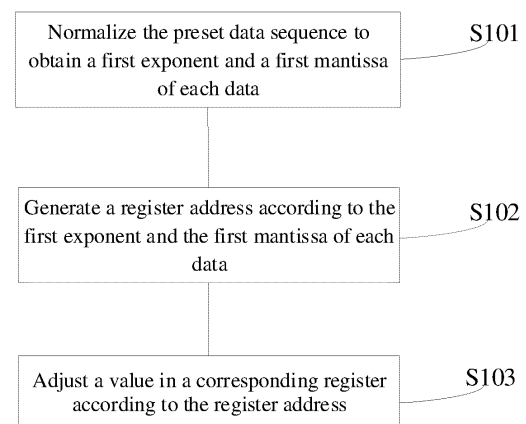 Normalize the preset data sequence to
obtain a first exponent and a first mantissa
of each data
S101
Generate a register address according to the
first exponent and the first mantissa of each
data
S102
Adjust a value in a corresponding register
according to the register address
S103